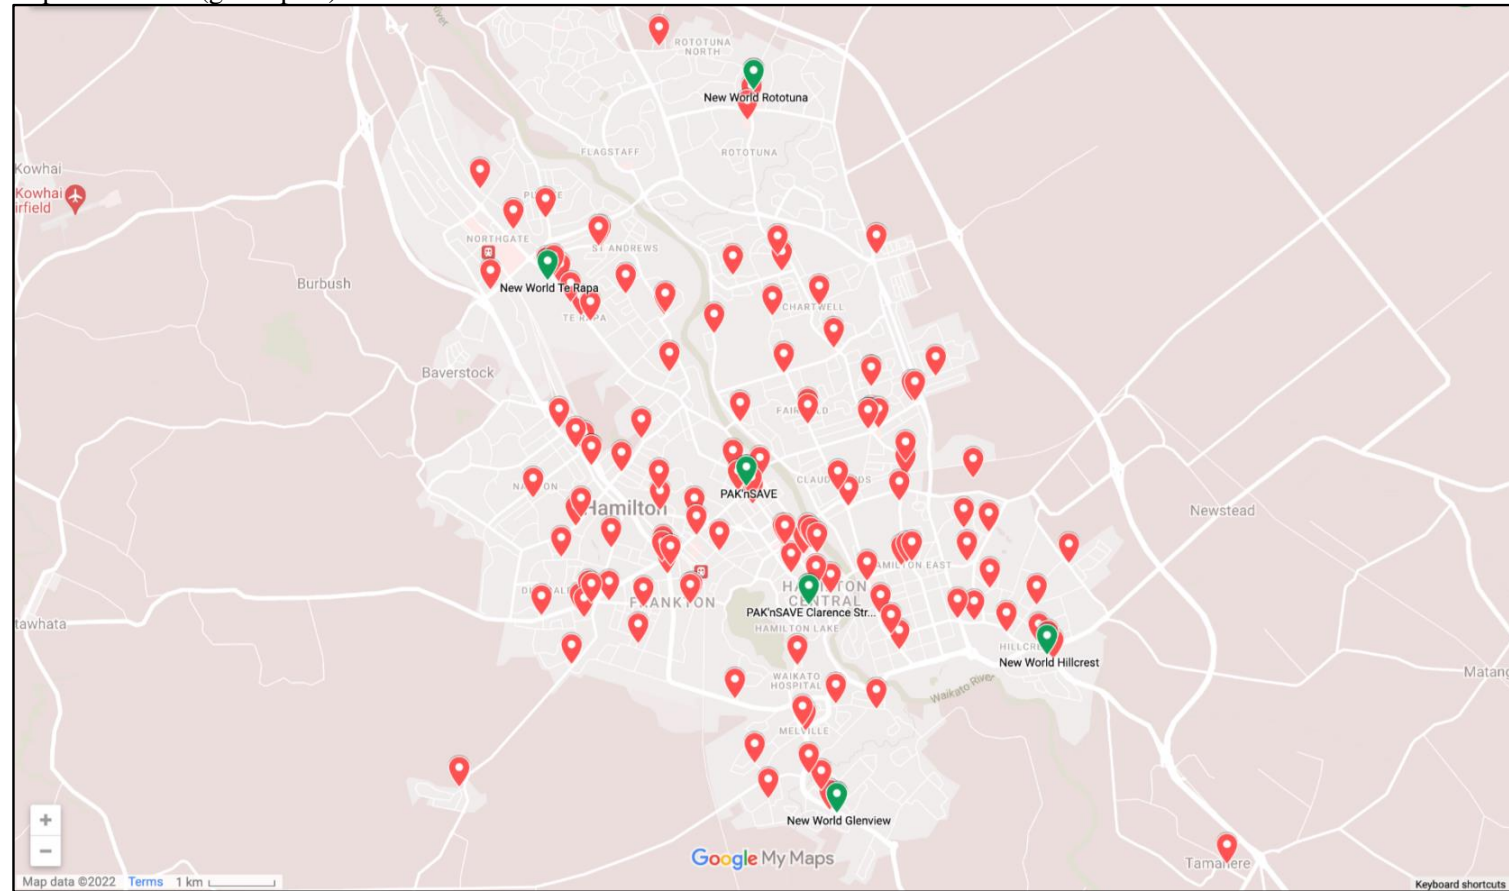 ROTOTUNA
NORTH
New World Rototuna
Kowhai
FLAGSTAFF
ROTOTUNA
Kowhai
irfield
NORTHGATE
ST ANDREWS
Burbush
New World Te Rapa
CHARTWELL
TE RAPA
Baverstock
PAK'nSAVE
Hamilton
Newstead
HAMILTON
CENTRAL
FRANKTON
PAK'nSAVE Clarence Str...
tawhata
HAMILTON LAKE
New World Hillcrest
WAIKATO
HOSPITAL
Waikato River
Matang
MELVILLE
New World Glenview
+
−
Google My Maps
Tamahere
Map data ©2022 Terms 1 km
Keyboard shortcuts